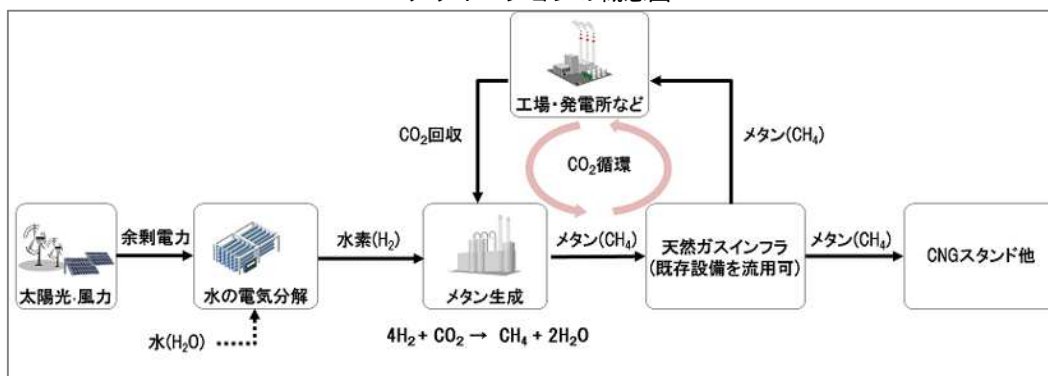 工場・発電所など
CO₂回収
メタン(CH₄)
CO₂循環
余剰電力
水素(H₂)
メタン(CH₄)
天然ガスインフラ
(既存設備を流用可)
メタン(CH₄)
CNGスタンド他
太陽光・風力
水の電気分解
メタン生成
水(H₂O)
4H₂ + CO₂ → CH₄ + 2H₂O